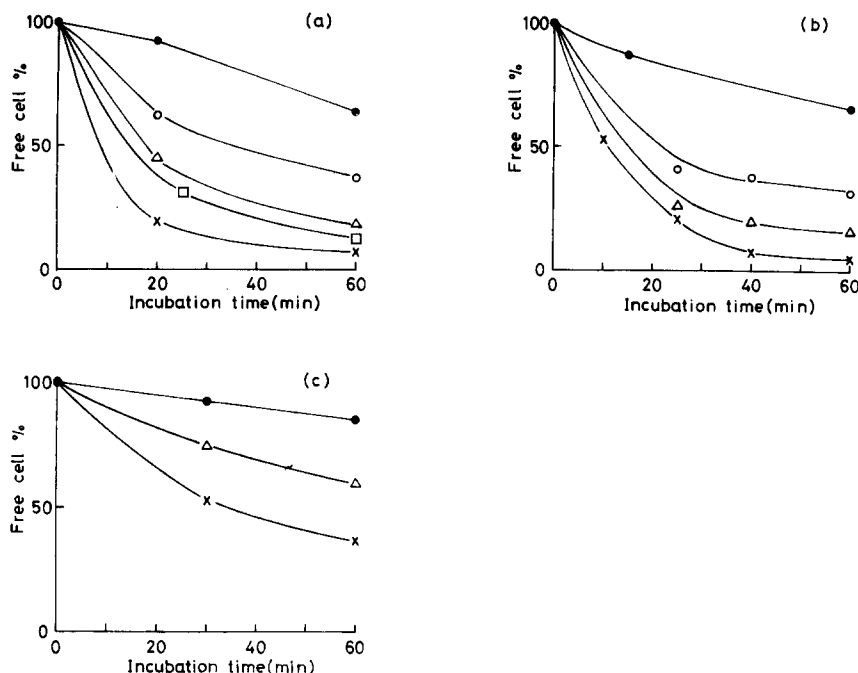 (a)
Free cell %
100
50
0
0 20 40 60
Incubation time(min)
(b)
Free cell %
100
50
0
0 20 40 60
Incubation time(min)
(c)
Free cell %
100
50
0
0 20 40 60
Incubation time(min)